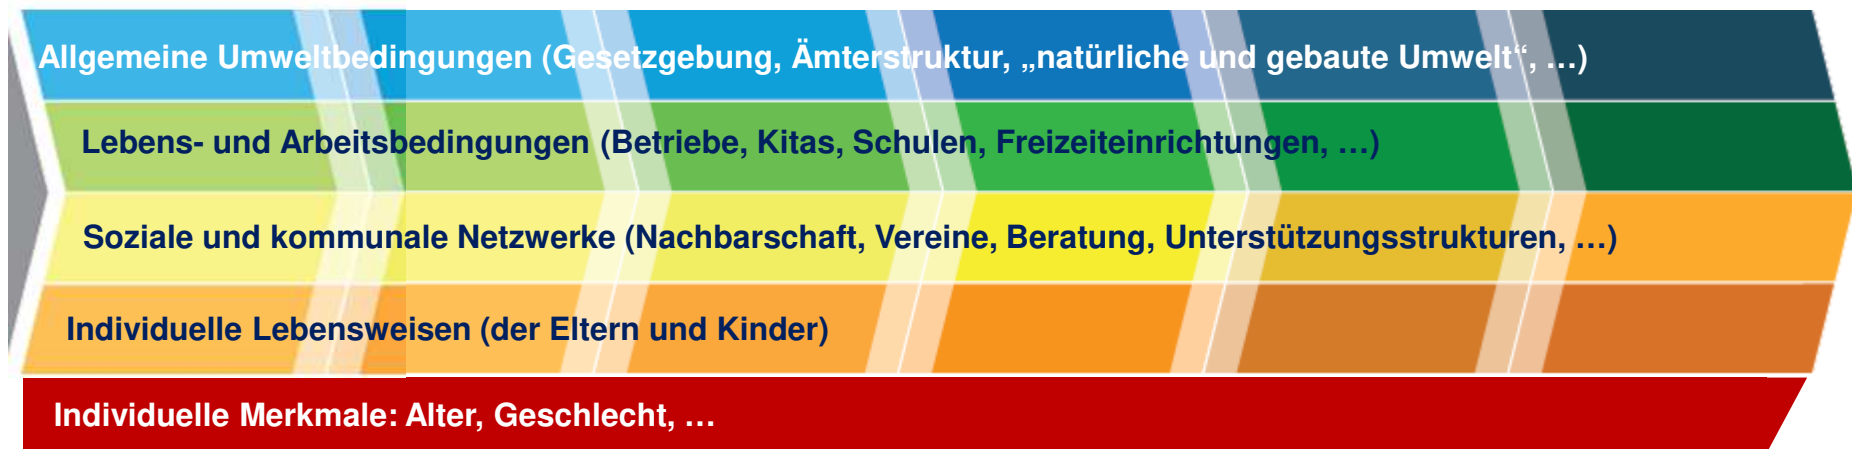 Allgemeine Umweltbedingungen (Gesetzgebung, Ämterstruktur, „natürliche und gebaute Umwelt“, …)
Lebens- und Arbeitsbedingungen (Betriebe, Kitas, Schulen, Freizeiteinrichtungen, …)
Soziale und kommunale Netzwerke (Nachbarschaft, Vereine, Beratung, Unterstützungsstrukturen, …)
Individuelle Lebensweisen (der Eltern und Kinder)
Individuelle Merkmale: Alter, Geschlecht, …